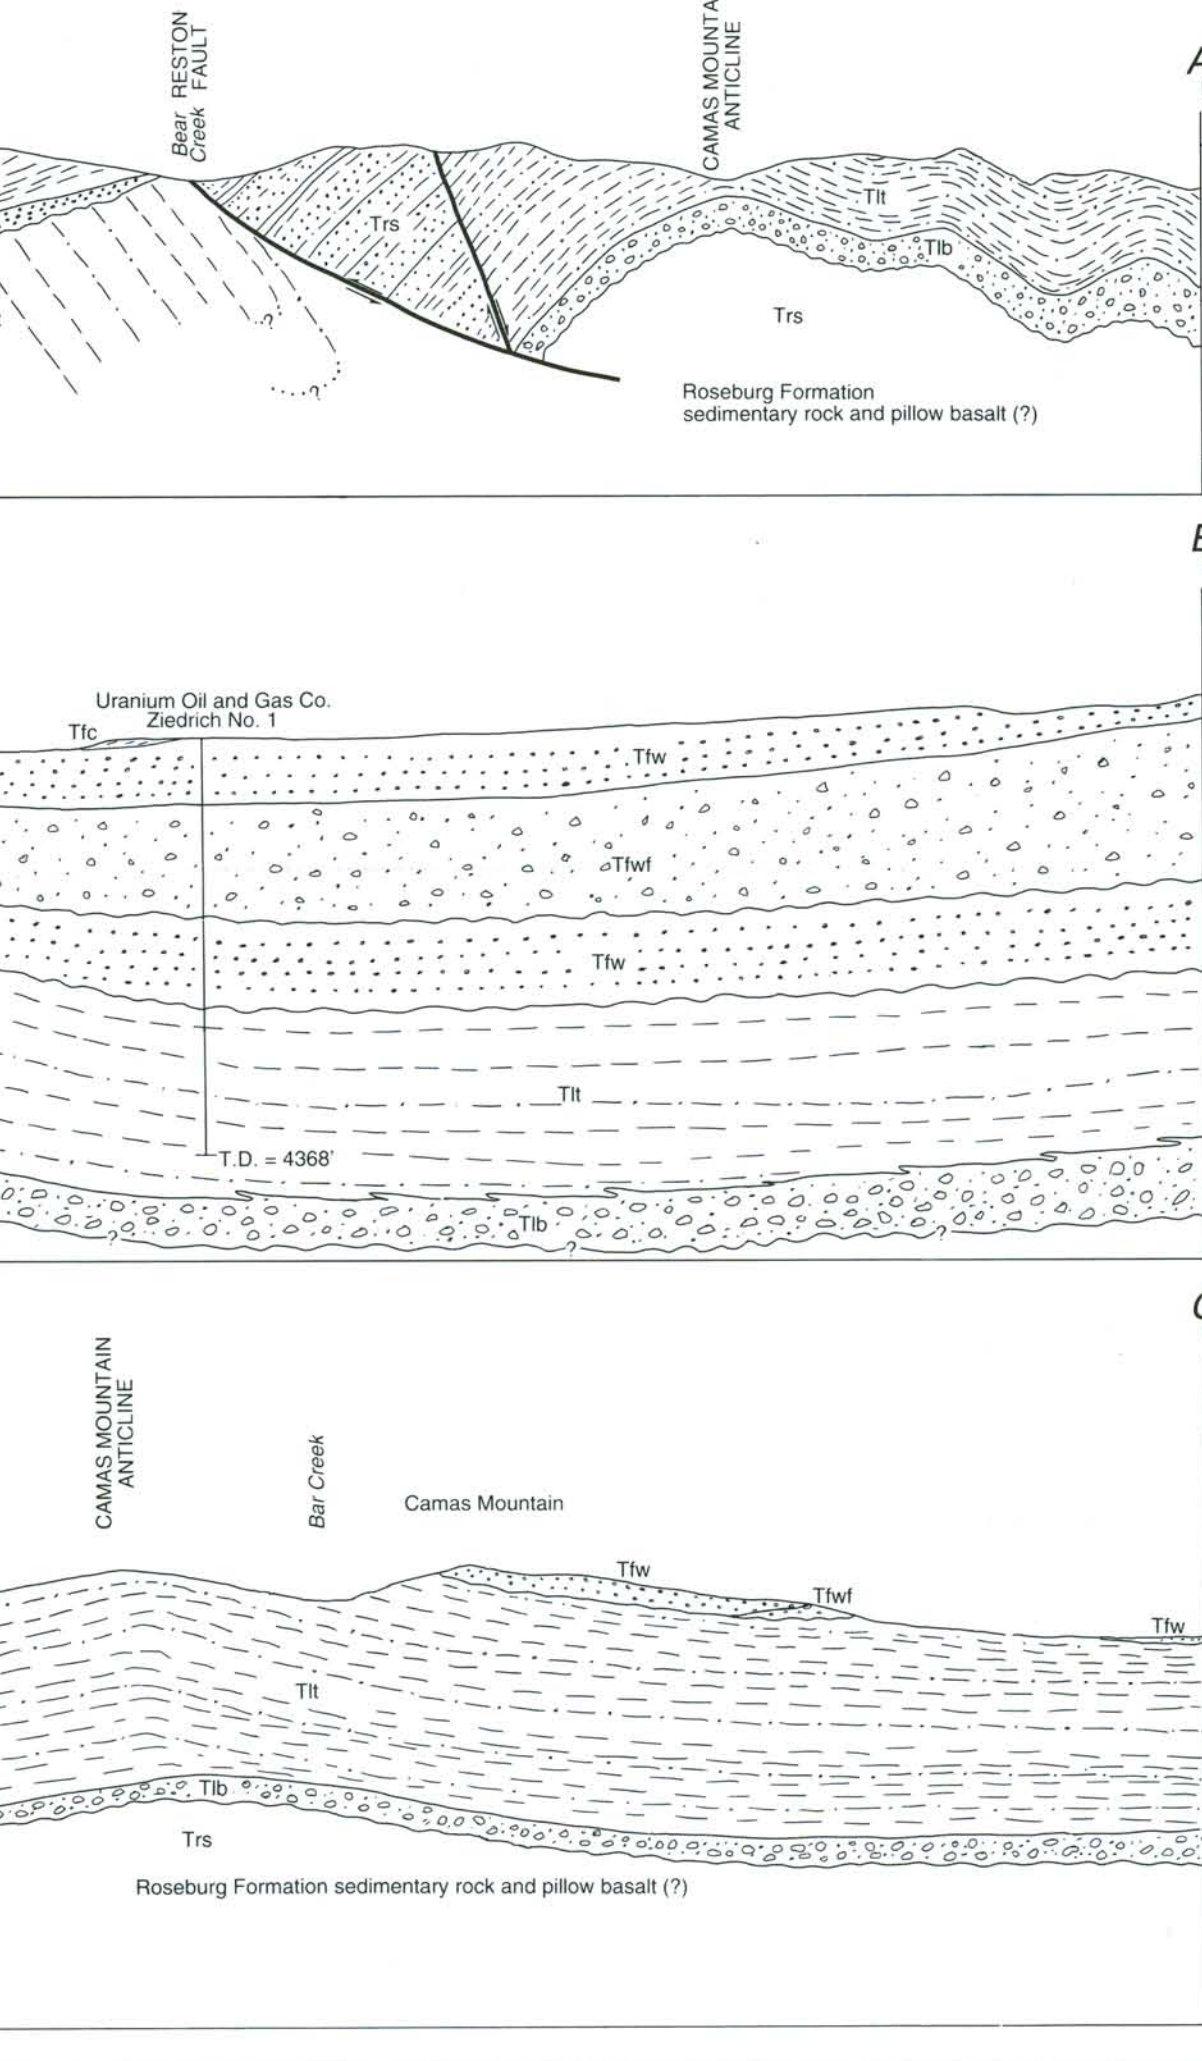 Bear RESTON
Creek FAULT
CAMAS
ANTICLINE
A
Trs
Tlt
Tlb
Trs
Roseburg Formation
sedimentary rock and pillow basalt (?)
?
?
Uranium Oil and Gas Co.
Ziedrich No. 1
Tfc
Tfw
Tfwf
Tfw
Tlt
T.D. = 4368'
Tlb
?
?
?
CAMAS MOUNTAIN
ANTICLINE
Bar Creek
Camas Mountain
Tfw
Tfwf
Tfw
Tlt
Tlb
Trs
Roseburg Formation sedimentary rock and pillow basalt (?)